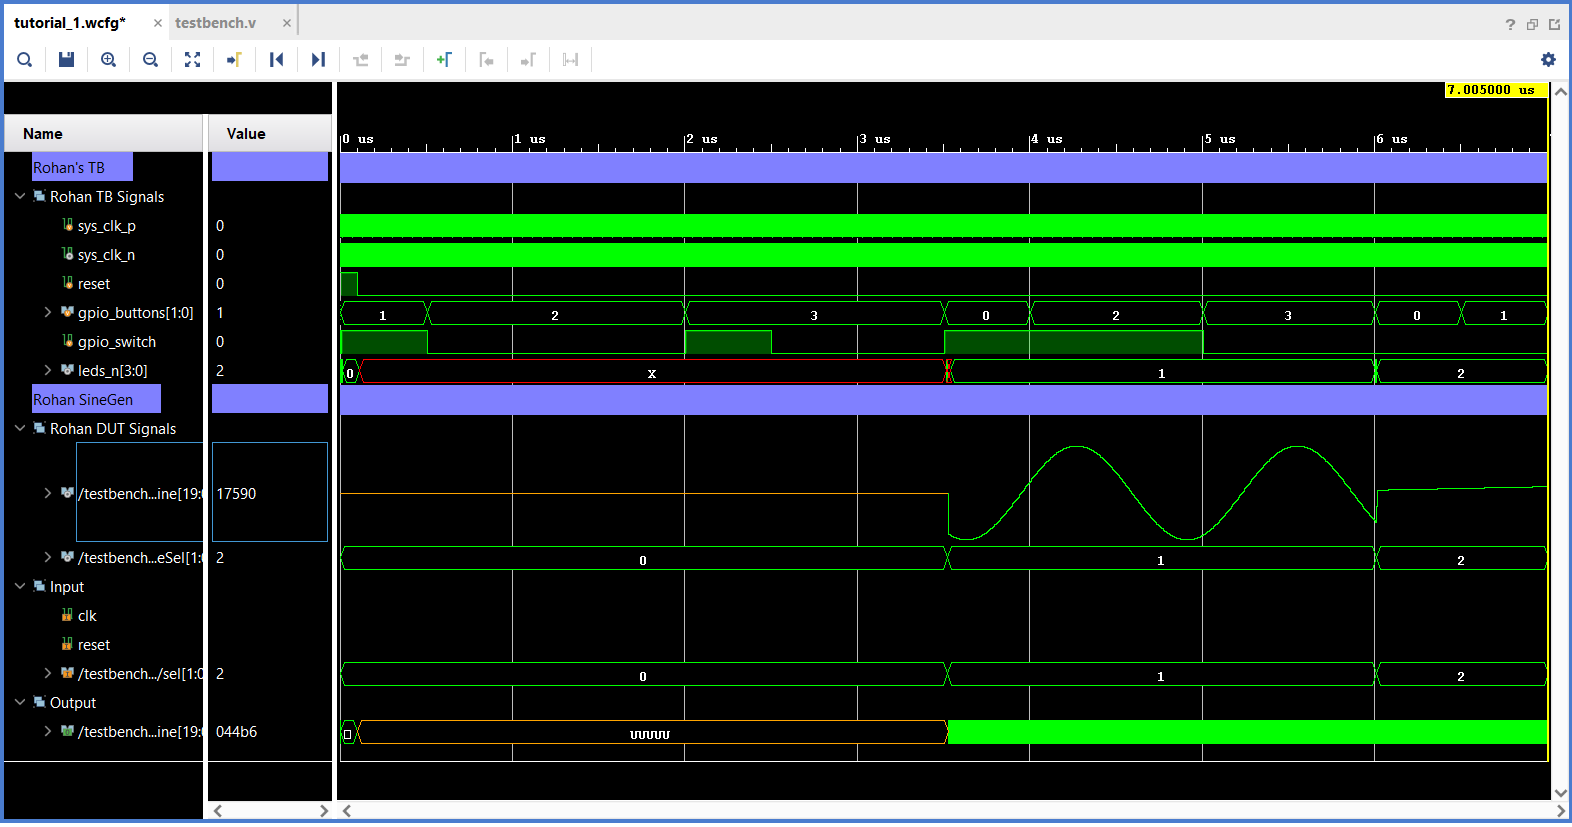 tutorial_1.wcfg* × testbench.v ×
?
7.005000 us
Name Value
0 us 1 us 2 us 3 us 4 us 5 us 6 us
Rohan's TB
Rohan TB Signals
sys_clk_p 0
sys_clk_n 0
reset 0
gpio_buttons[1:0] 1 1 2 3 0 2 3 0 1
gpio_switch 0
leds_n[3:0] 2 0 X 1 2
Rohan SineGen
Rohan DUT Signals
/testbench...ine[19:0 17590
/testbench...eSel[1:0 2 0 1 2
Input
clk
reset
/testbench.../sel[1:0 2 0 1 2
Output
/testbench...ine[19:0 044b6 UUUUU